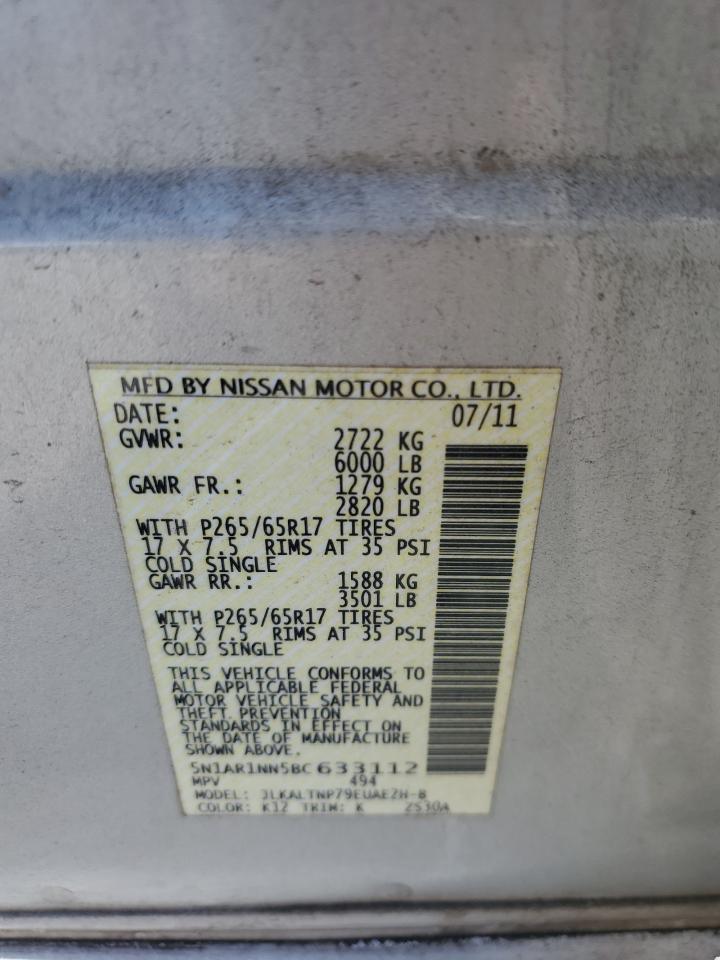 MFD BY NISSAN MOTOR CO., LTD.
DATE: 07/11
GVWR: 2722 KG
6000 LB
GAWR FR.: 1279 KG
2820 LB
WITH P265/65R17 TIRES
17 X 7.5 RIMS AT 35 PSI
COLD SINGLE
GAWR RR.: 1588 KG
3501 LB
WITH P265/65R17 TIRES
17 X 7.5 RIMS AT 35 PSI
COLD SINGLE
THIS VEHICLE CONFORMS TO
ALL APPLICABLE FEDERAL
MOTOR VEHICLE SAFETY AND
THEFT PREVENTION
STANDARDS IN EFFECT ON
THE DATE OF MANUFACTURE
SHOWN ABOVE.
5N1AR1NN5BC633112
MPV 494
MODEL: JLKALTNP79EUAE2H-B
COLOR: K12 TRIM: K 2S30A